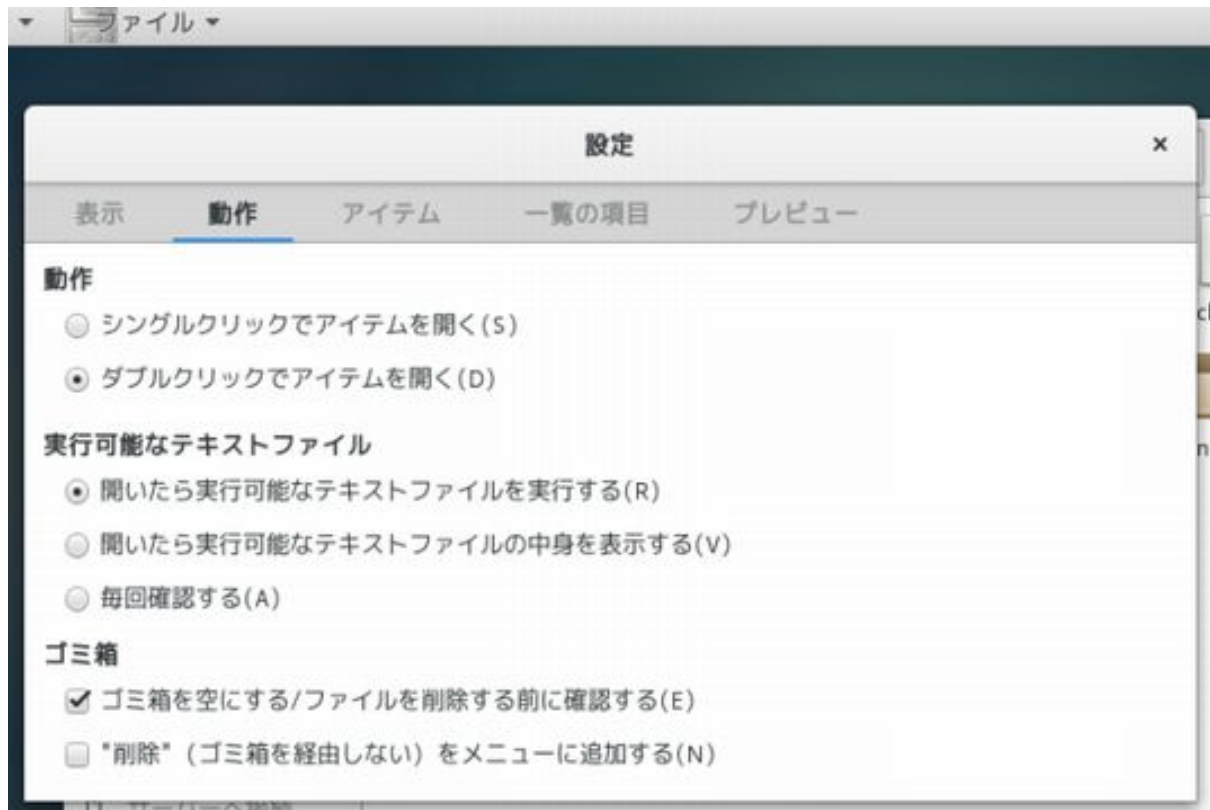 ファイル
設定
×
表示 動作 アイテム 一覧の項目 プレビュー
動作
シングルクリックでアイテムを開く(S)
ダブルクリックでアイテムを開く(D)
実行可能なテキストファイル
開いたら実行可能なテキストファイルを実行する(R)
開いたら実行可能なテキストファイルの中身を表示する(V)
毎回確認する(A)
ゴミ箱
ゴミ箱を空にする/ファイルを削除する前に確認する(E)
"削除" (ゴミ箱を経由しない) をメニューに追加する(N)